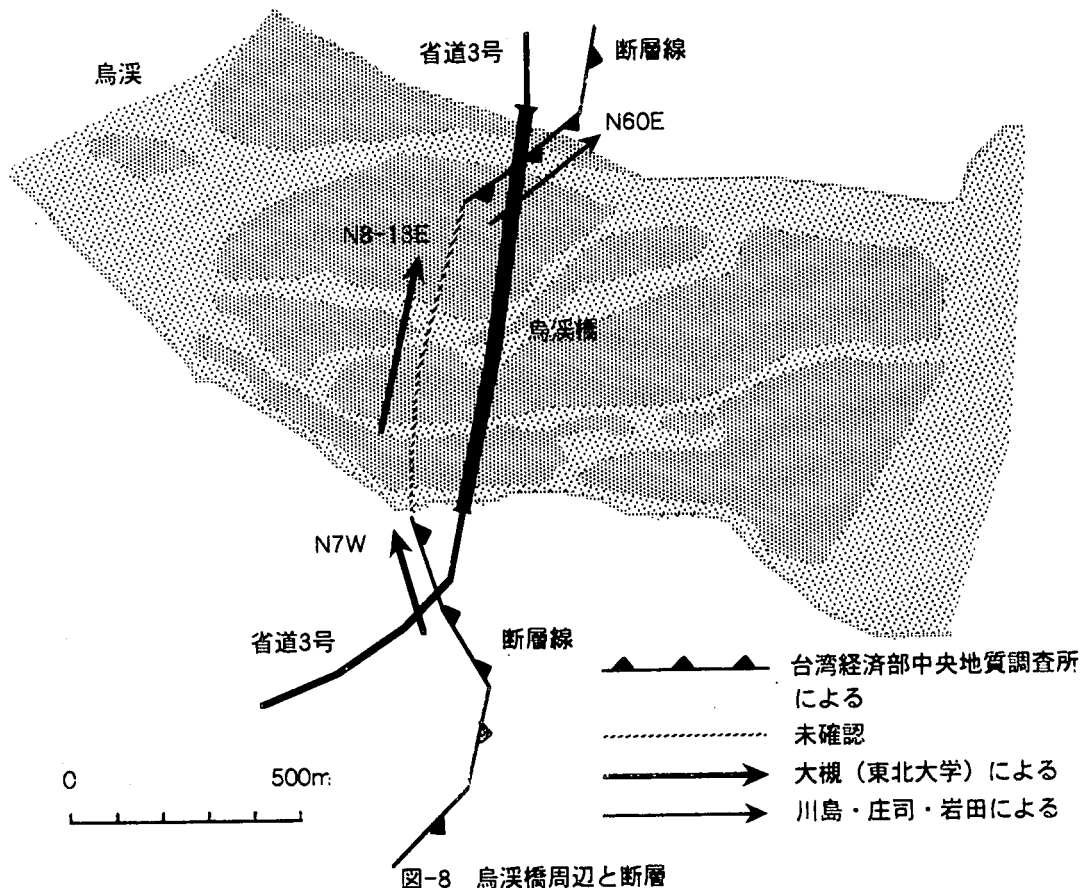 省道3号
断層線
烏渓
N60E
N8-18E
烏渓橋
N7W
省道3号
断層線
台湾経済部中央地質調査所
による
未確認
大槻（東北大学）による
川島・庄司・岩田による
0 500m
図-8 烏渓橋周辺と断層